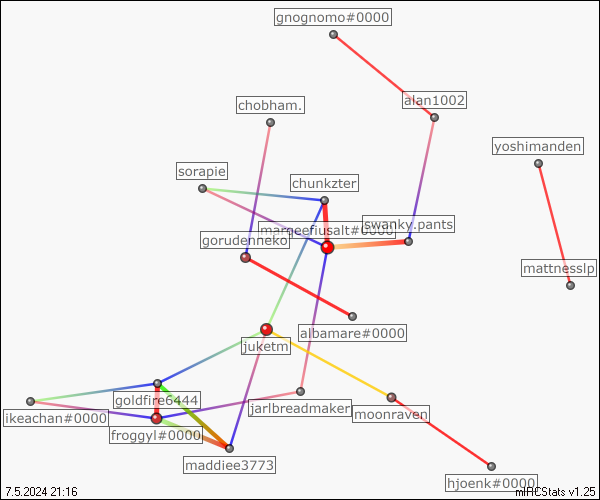 gnognomo#0000
alan1002
chobham.
yoshimanden
sorapie
chunkzter
swanky.pants
marqeefiusalt#0000
gorudenneko
mattnesslp
albamare#0000
juketm
goldfire6444
jarlbreadmaker
moonraven
ikeachan#0000
froggyl#0000
maddiee3773
hjoenk#0000
7.5.2024 21:16
mIRCStats v1.25